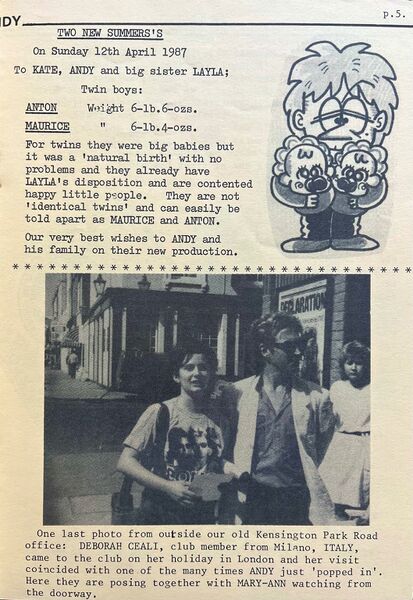 DY
p.5.
TWO NEW SUMMERS'S
On Sunday 12th April 1987
To KATE, ANDY and big sister LAYLA;
Twin boys:
ANTON Weight 6-lb.6-ozs.
MAURICE " 6-lb.4-ozs.
For twins they were big babies but
it was a 'natural birth' with no
problems and they already have
LAYLA's disposition and are contented
happy little people. They are not
'identical twins' and can easily be
told apart as MAURICE and ANTON.
Our very best wishes to ANDY and
his family on their new production.
* * * * * * * * * * * * * * * * * * * * * * * * * * * * * * * * *
DECLARATION
One last photo from outside our old Kensington Park Road
office: DEBORAH CEALI, club member from Milano, ITALY,
came to the club on her holiday in London and her visit
coincided with one of the many times ANDY just 'popped in'.
Here they are posing together with MARY-ANN watching from
the doorway.